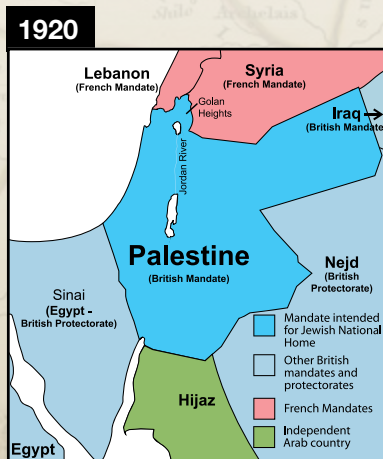 1920
Lebanon
(French Mandate)
Syria
(French Mandate)
Golan
Heights
Iraq
(British Mandate
Jordan River
Palestine
(British Mandate)
Nejd
(British
Protectorate)
Sinai
(Egypt -
British Protectorate)
Hijaz
Egypt
Mandate intended
for Jewish National
Home
Other British
mandates and
protectorates
French Mandates
Independent
Arab country